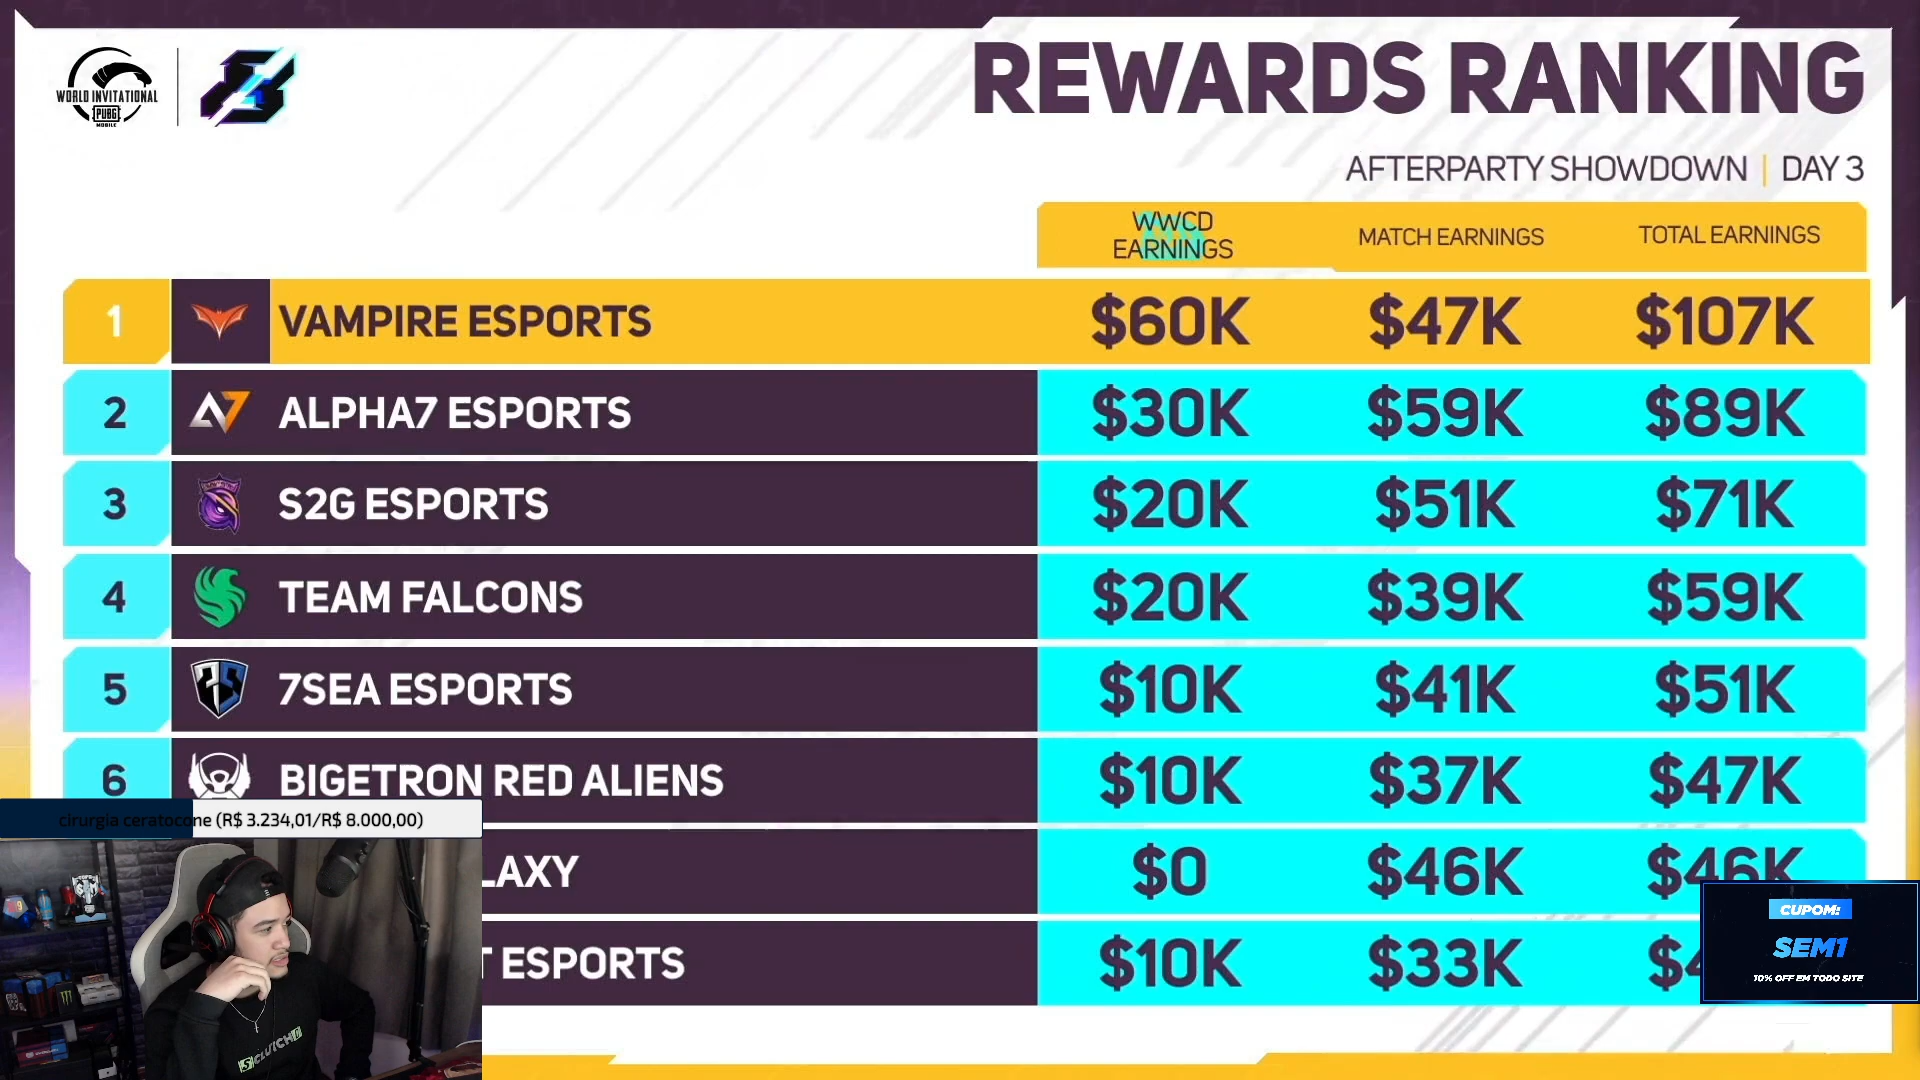 WORLD INVITATIONAL
PUBG
MOBILE
REWARDS RANKING
AFTERPARTY SHOWDOWN | DAY 3
WWCD
EARNINGS
MATCH EARNINGS
TOTAL EARNINGS
1 VAMPIRE ESPORTS $60K $47K $107K
2 ALPHA7 ESPORTS $30K $59K $89K
3 S2G ESPORTS $20K $51K $71K
4 TEAM FALCONS $20K $39K $59K
5 7SEA ESPORTS $10K $41K $51K
6 BIGETRON RED ALIENS $10K $37K $47K
cirurgia ceratocone (R$ 3.234,01/R$ 8.000,00)
LAXY $0 $46K $46K
T ESPORTS $10K $33K $4
CUPOM:
SEM1
10% OFF EM TODO SITE
CLUTCH